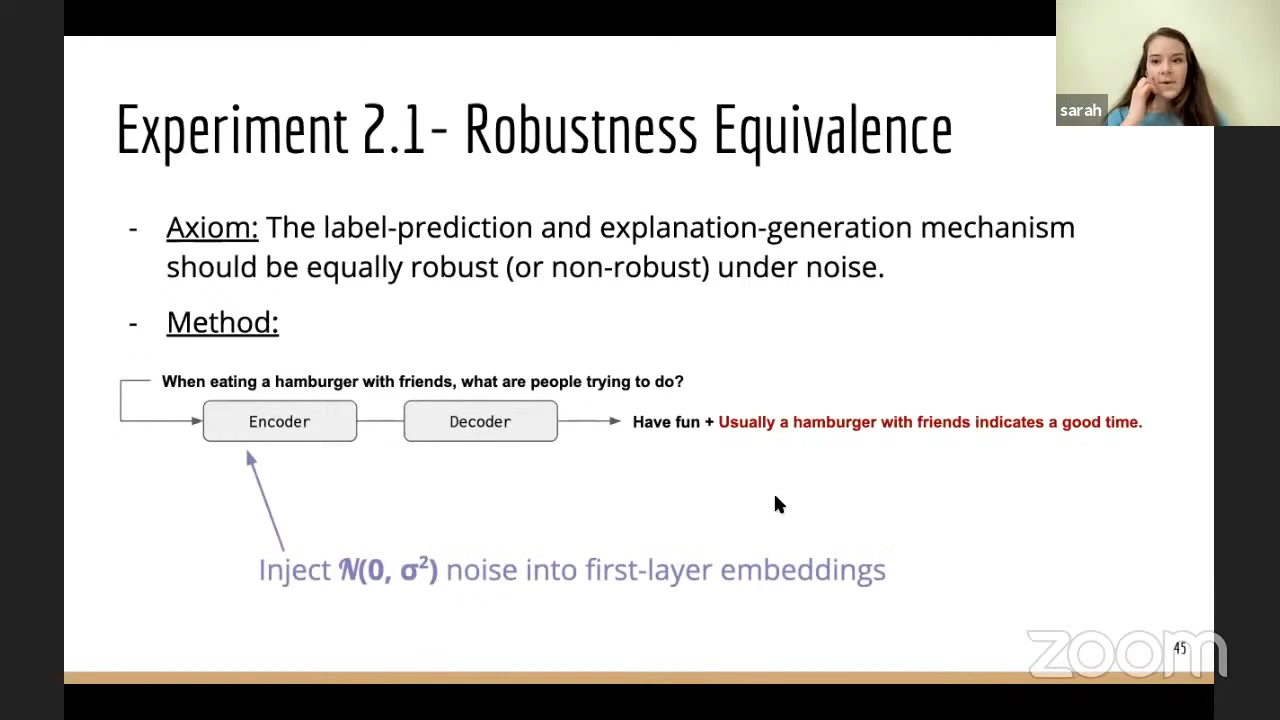 sarah
Experiment 2.1- Robustness Equivalence
- Axiom: The label-prediction and explanation-generation mechanism
should be equally robust (or non-robust) under noise.
- Method:
When eating a hamburger with friends, what are people trying to do?
Encoder
Decoder
Have fun + Usually a hamburger with friends indicates a good time.
Inject 𝒩(0, σ²) noise into first-layer embeddings
zoom
45